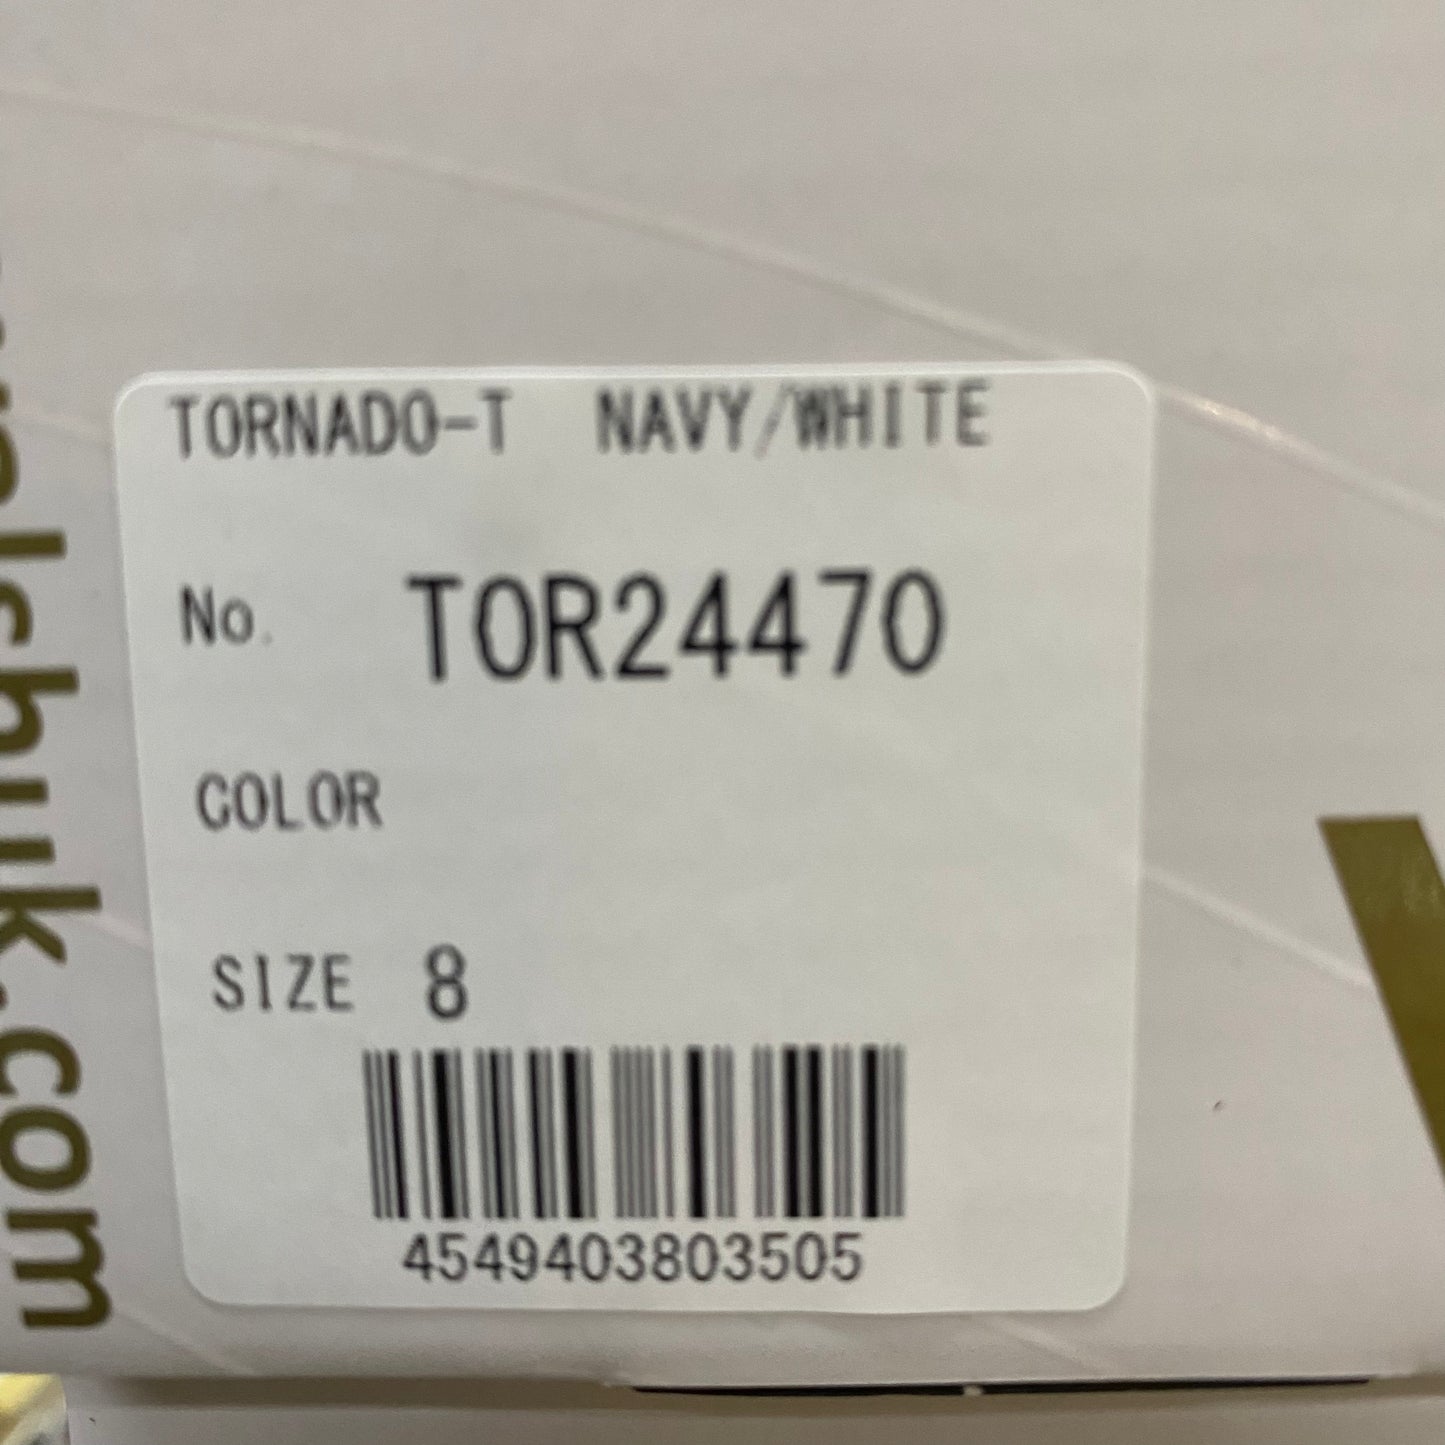 TORNADO-T NAVY/WHITE
No. TOR24470
COLOR
SIZE 8
4549403803505